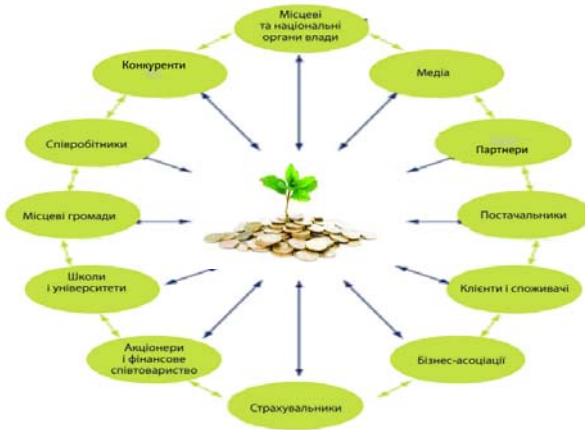 Місцеві
та національні
органи влади
Медіа
Партнери
Постачальники
Клієнти і споживачі
Бізнес-асоціації
Страхувальники
Акціонери
і фінансове
співтовариство
Школи
і університети
Місцеві громади
Співробітники
Конкуренти